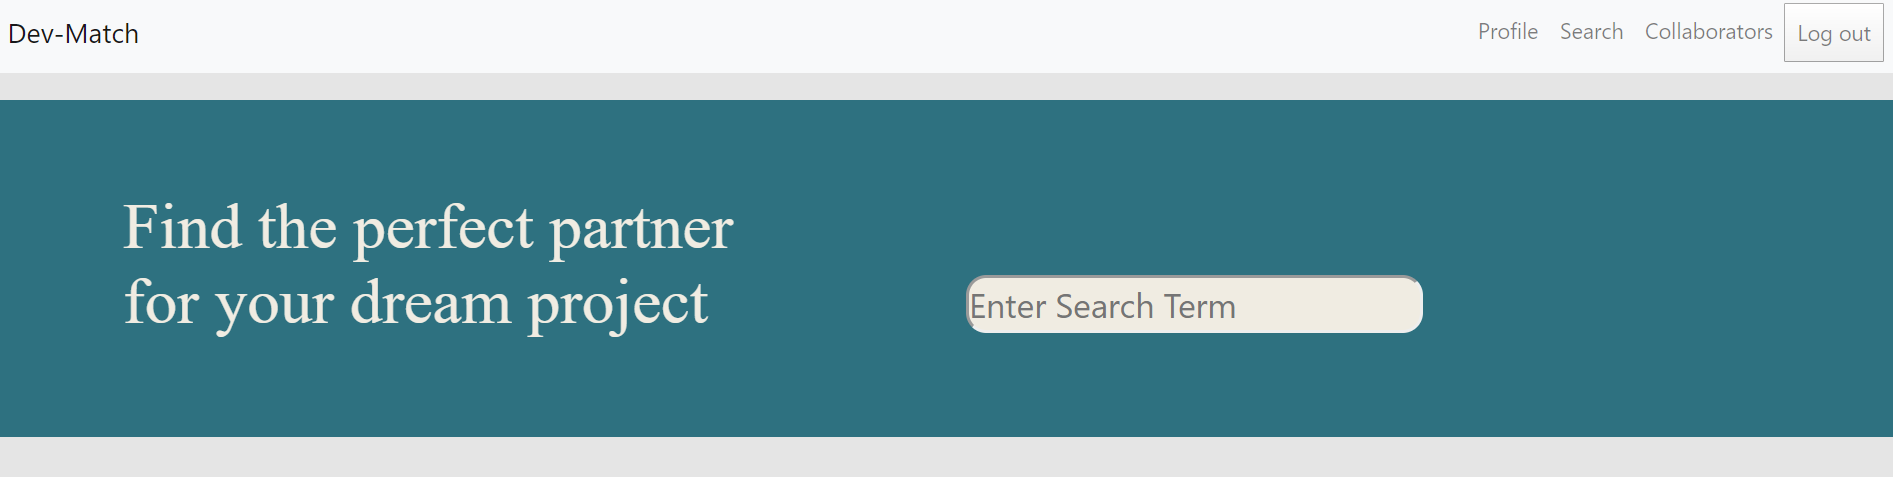 Dev-Match
Profile Search Collaborators Log out
Find the perfect partner
for your dream project
Enter Search Term